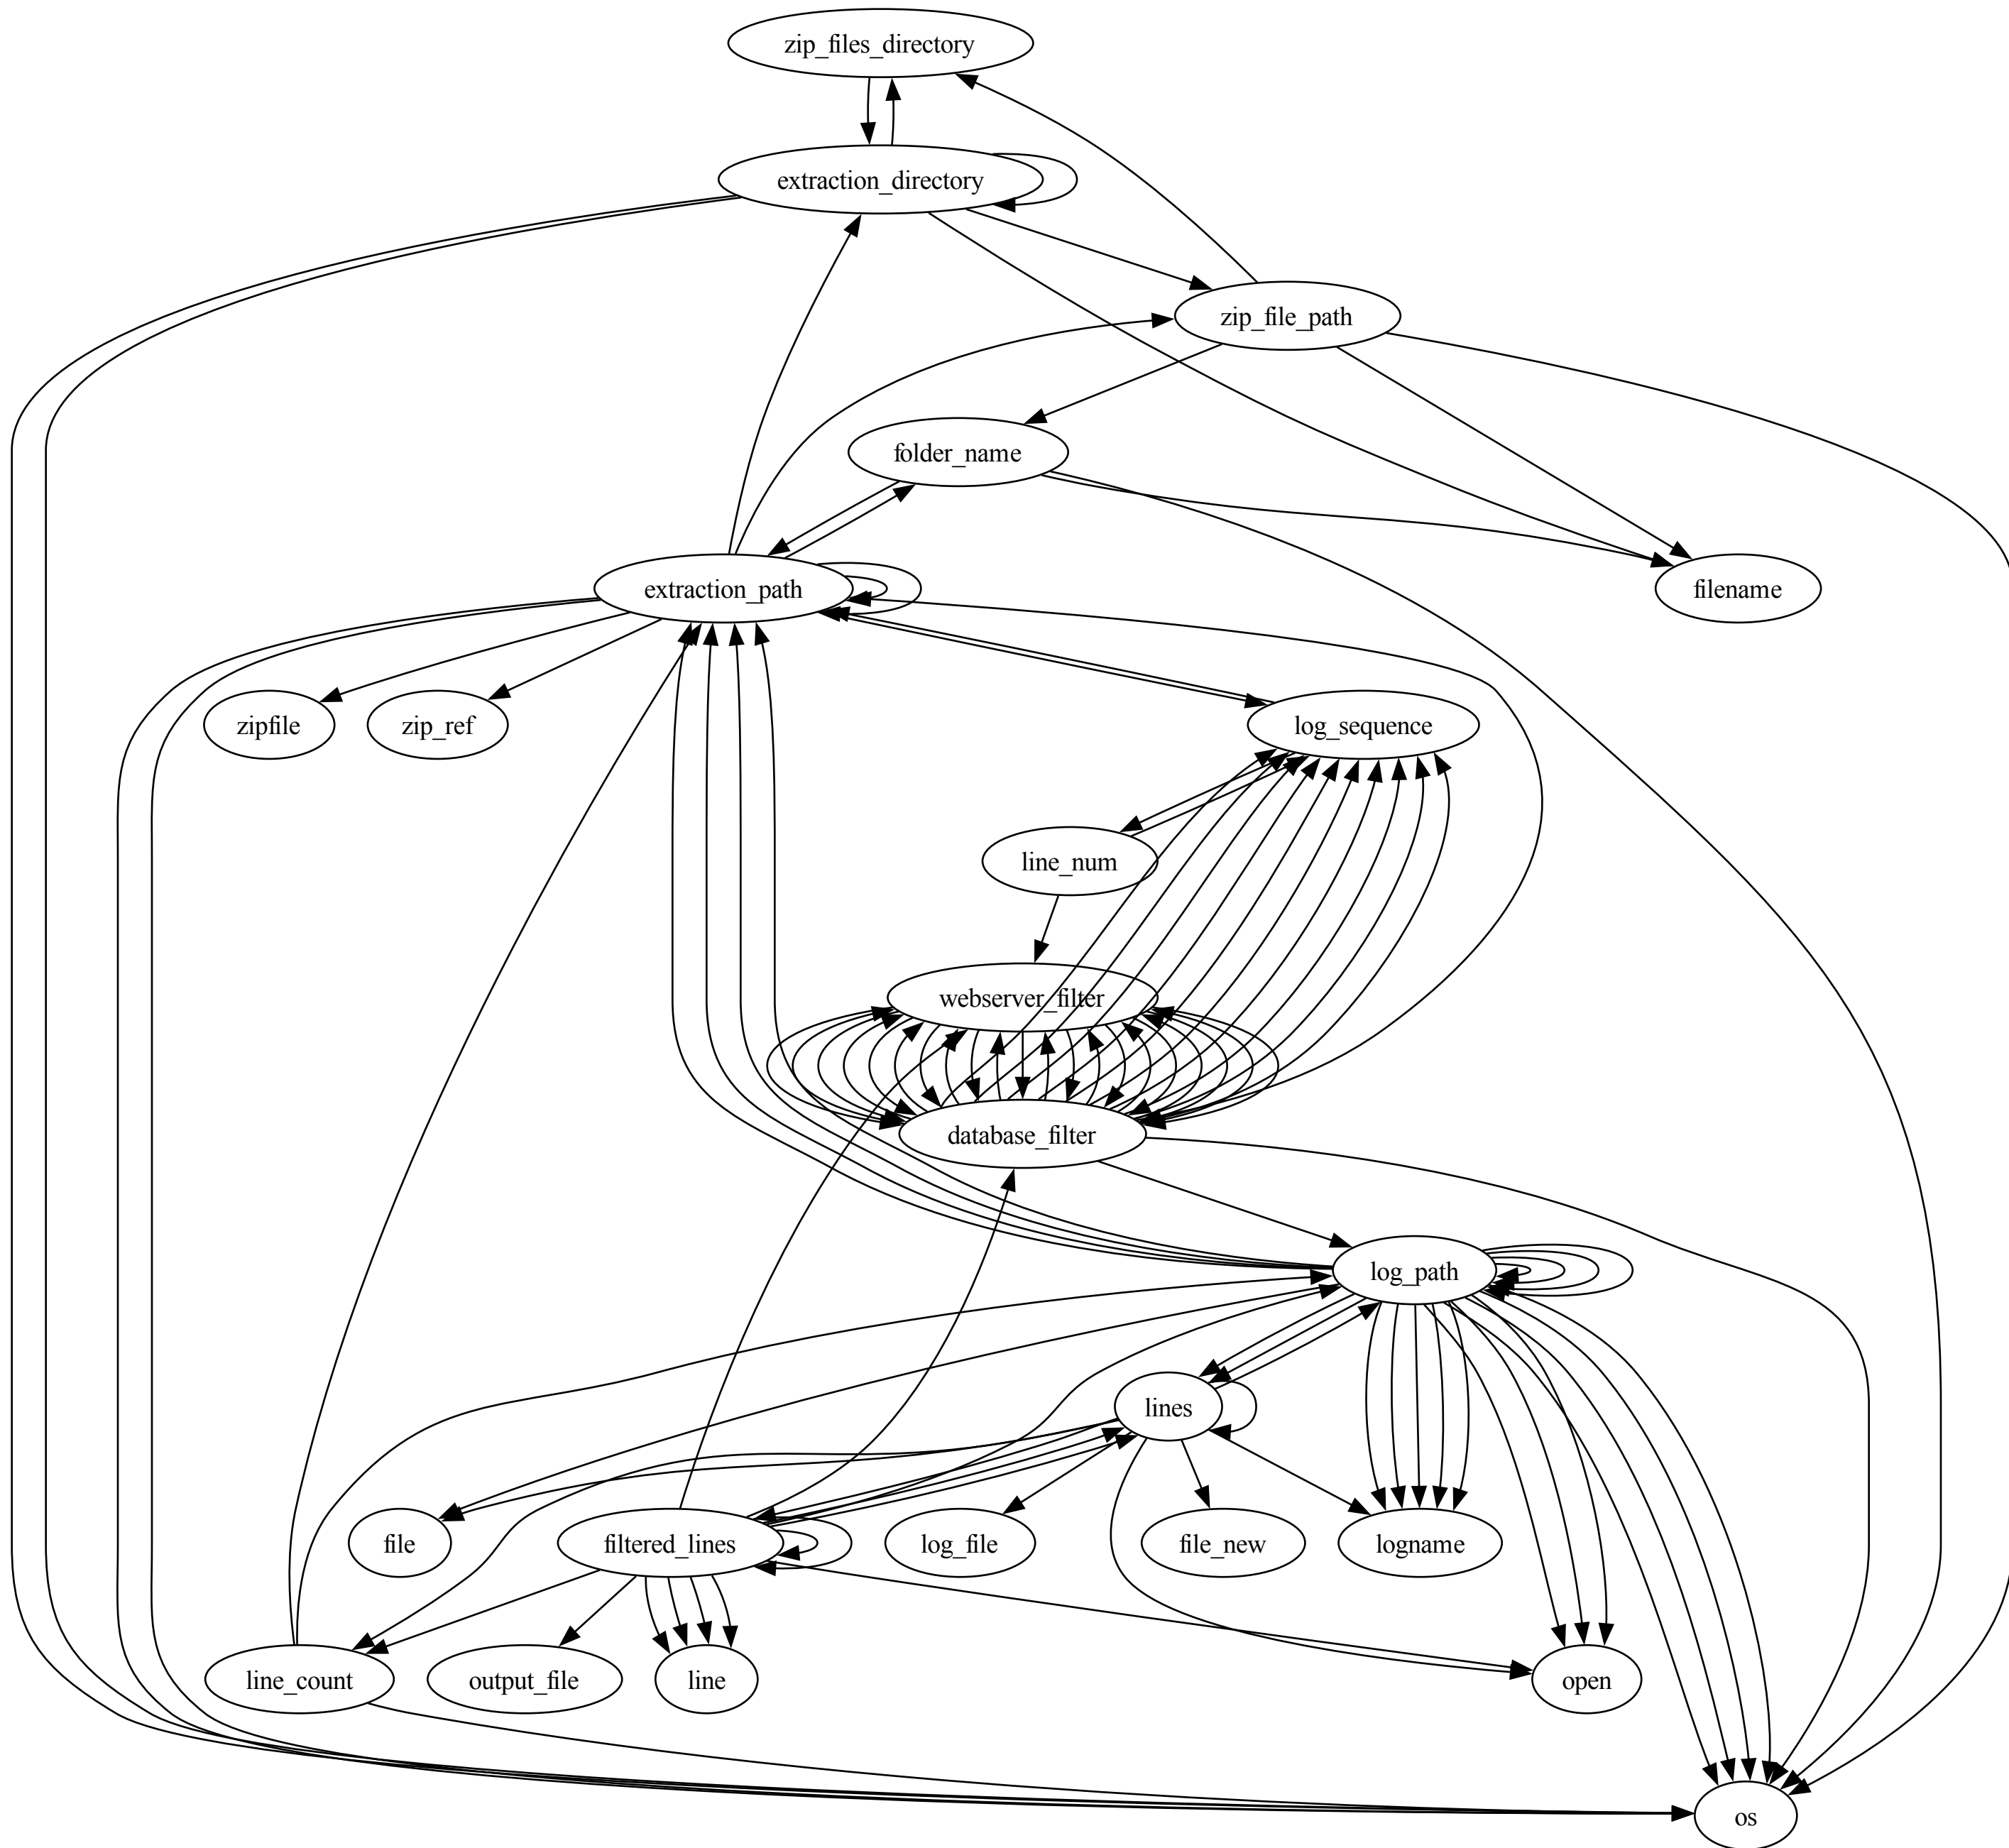 zip_files_directory
extraction_directory
zip_file_path
folder_name
extraction_path
filename
zipfile
zip_ref
log_sequence
line_num
webserver_filter
database_filter
log_path
lines
file
filtered_lines
log_file
file_new
logname
line_count
output_file
line
open
os